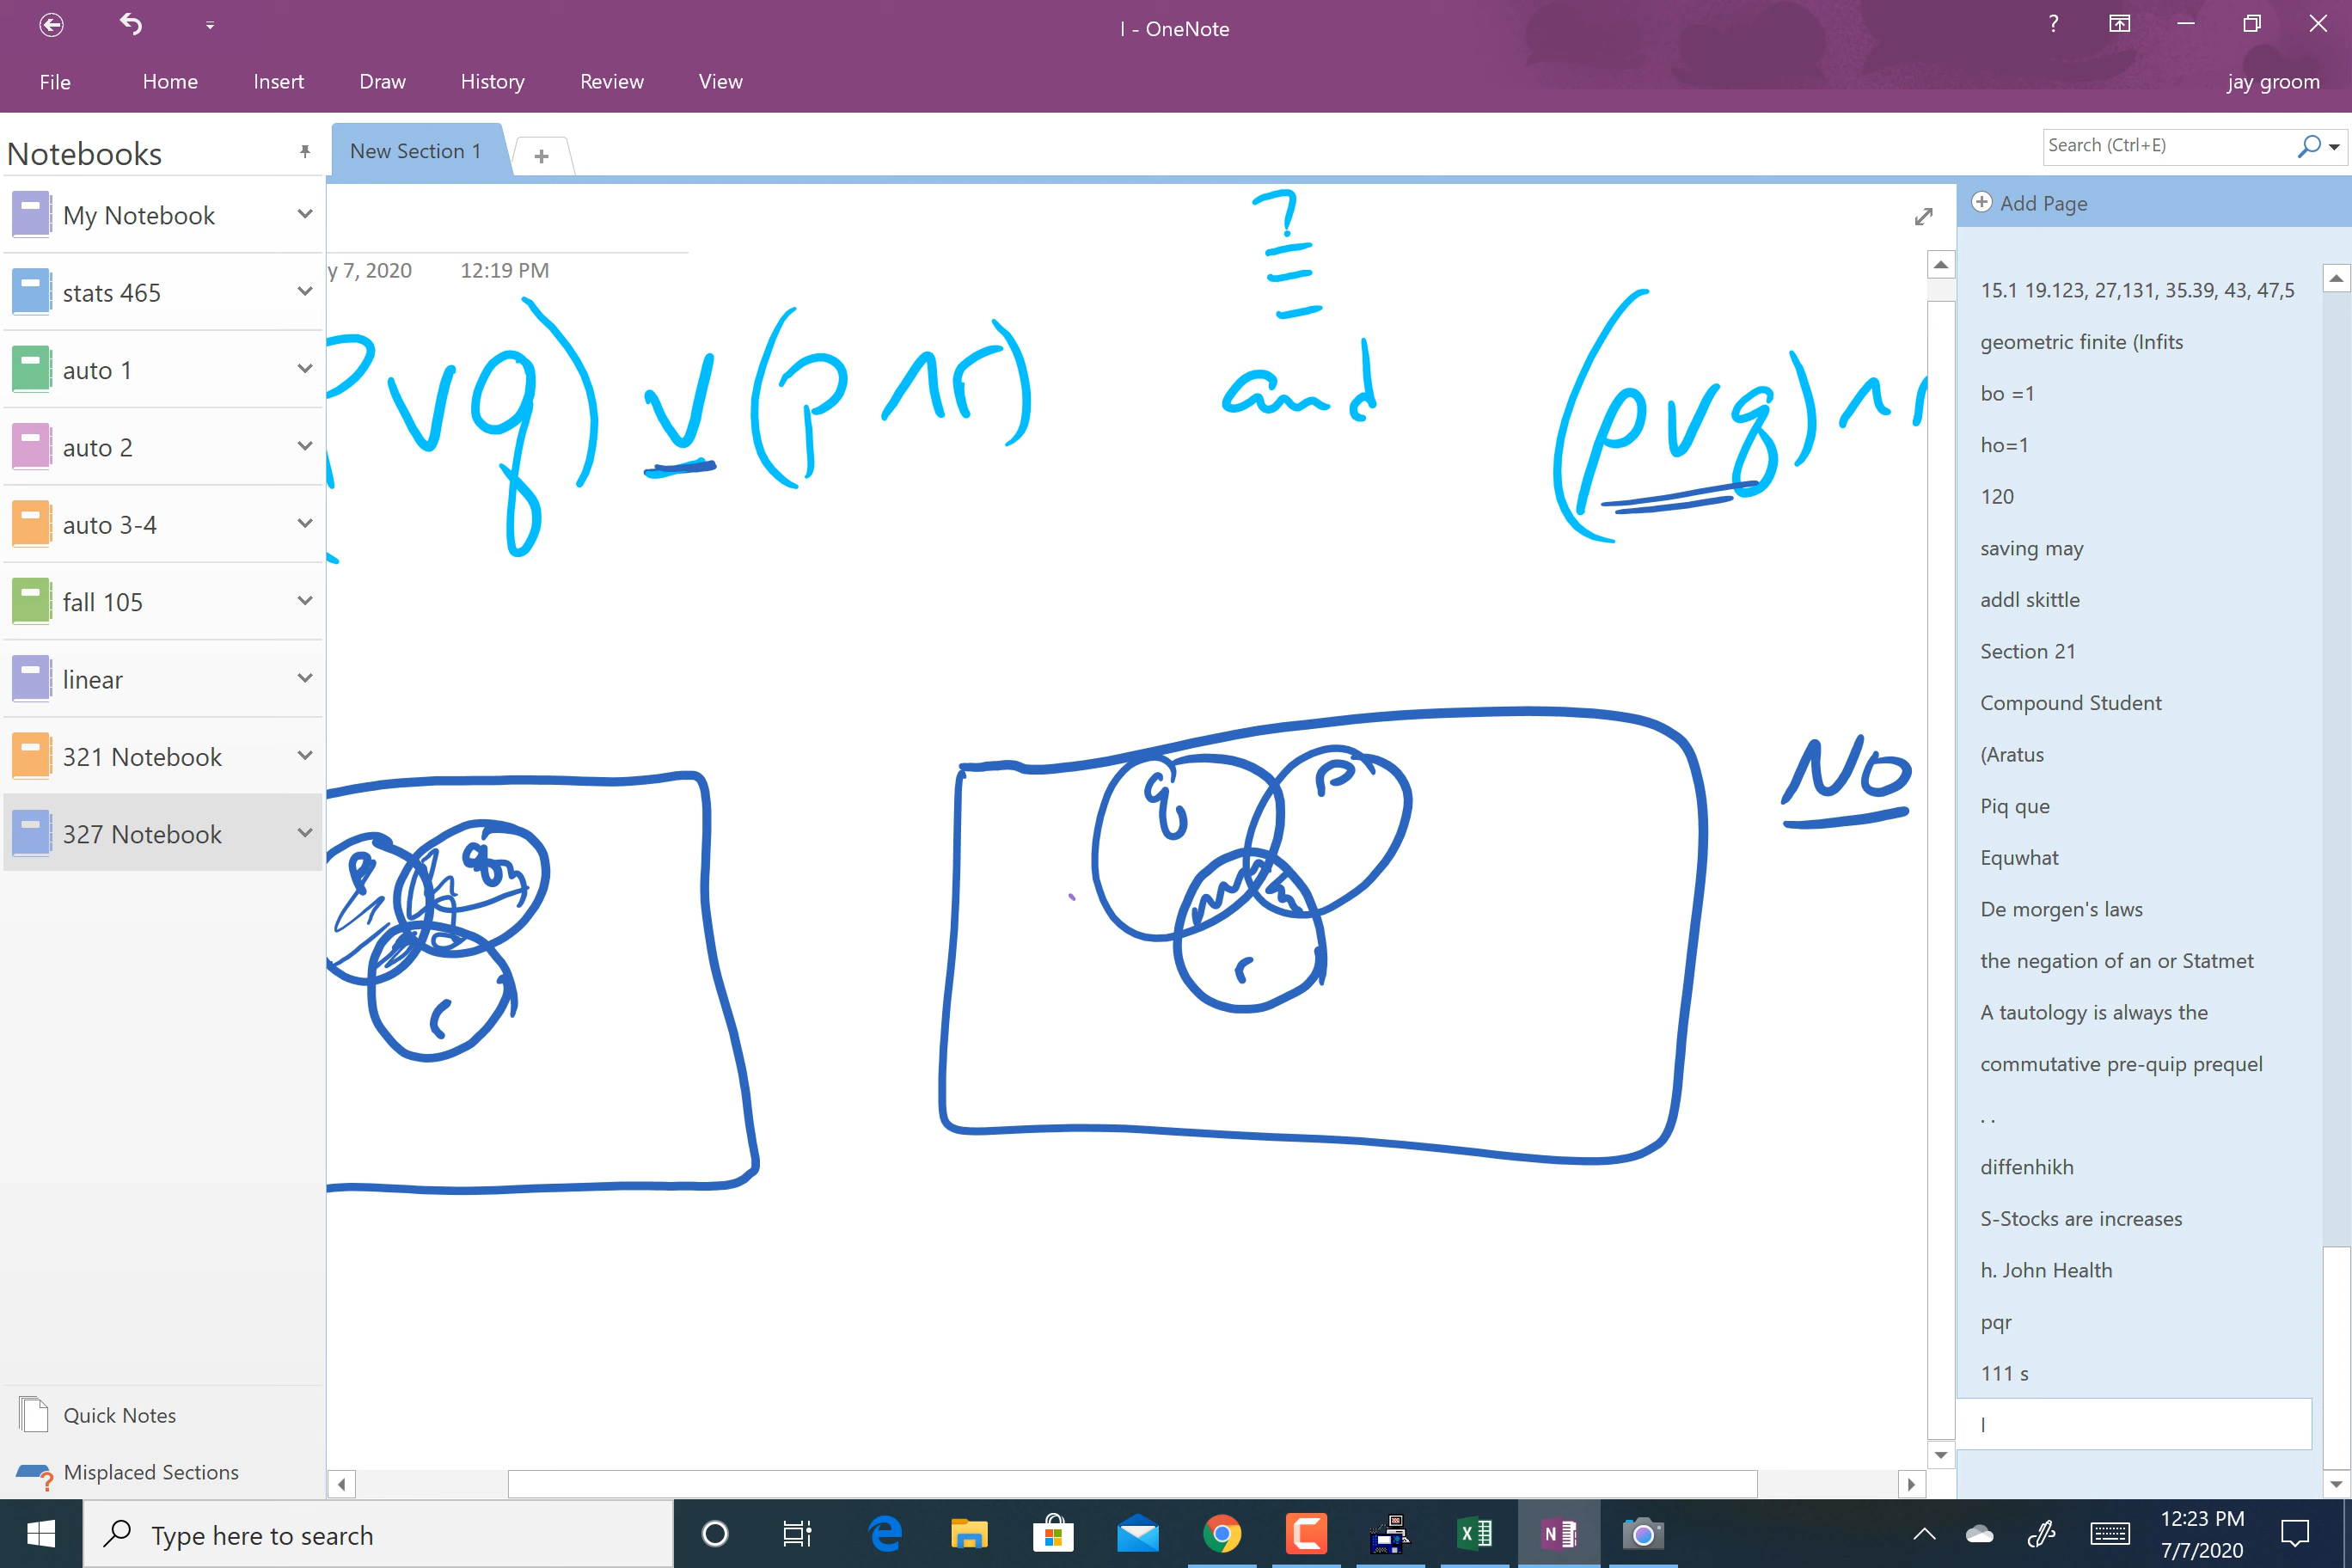 I - OneNote
?
File Home Insert Draw History Review View
jay groom
Notebooks
New Section 1
Search (Ctrl+E)
My Notebook
stats 465
auto 1
auto 2
auto 3-4
fall 105
linear
321 Notebook
327 Notebook
Quick Notes
Misplaced Sections
y 7, 2020 12:19 PM
?
≡
p∨q) ∨ (p ∧ r) and (p∨q) ∧ r
NO
p q r
q p r
Add Page
15.1 19.123, 27,131, 35.39, 43, 47,5
geometric finite (Infits
bo =1
ho=1
120
saving may
addl skittle
Section 21
Compound Student
(Aratus
Piq que
Equwhat
De morgen's laws
the negation of an or Statmet
A tautology is always the
commutative pre-quip prequel
. .
diffenhikh
S-Stocks are increases
h. John Health
pqr
111 s
I
Type here to search
12:23 PM
7/7/2020